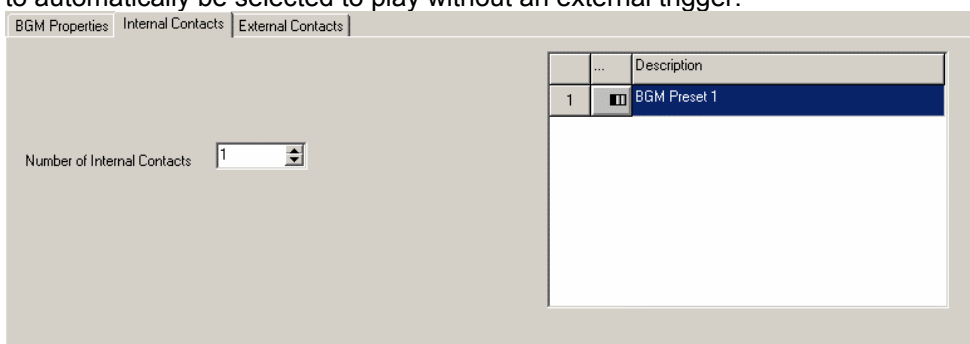 to automatically be selected to play without an external trigger.
BGM Properties Internal Contacts External Contacts
... Description
1 BGM Preset 1
Number of Internal Contacts 1